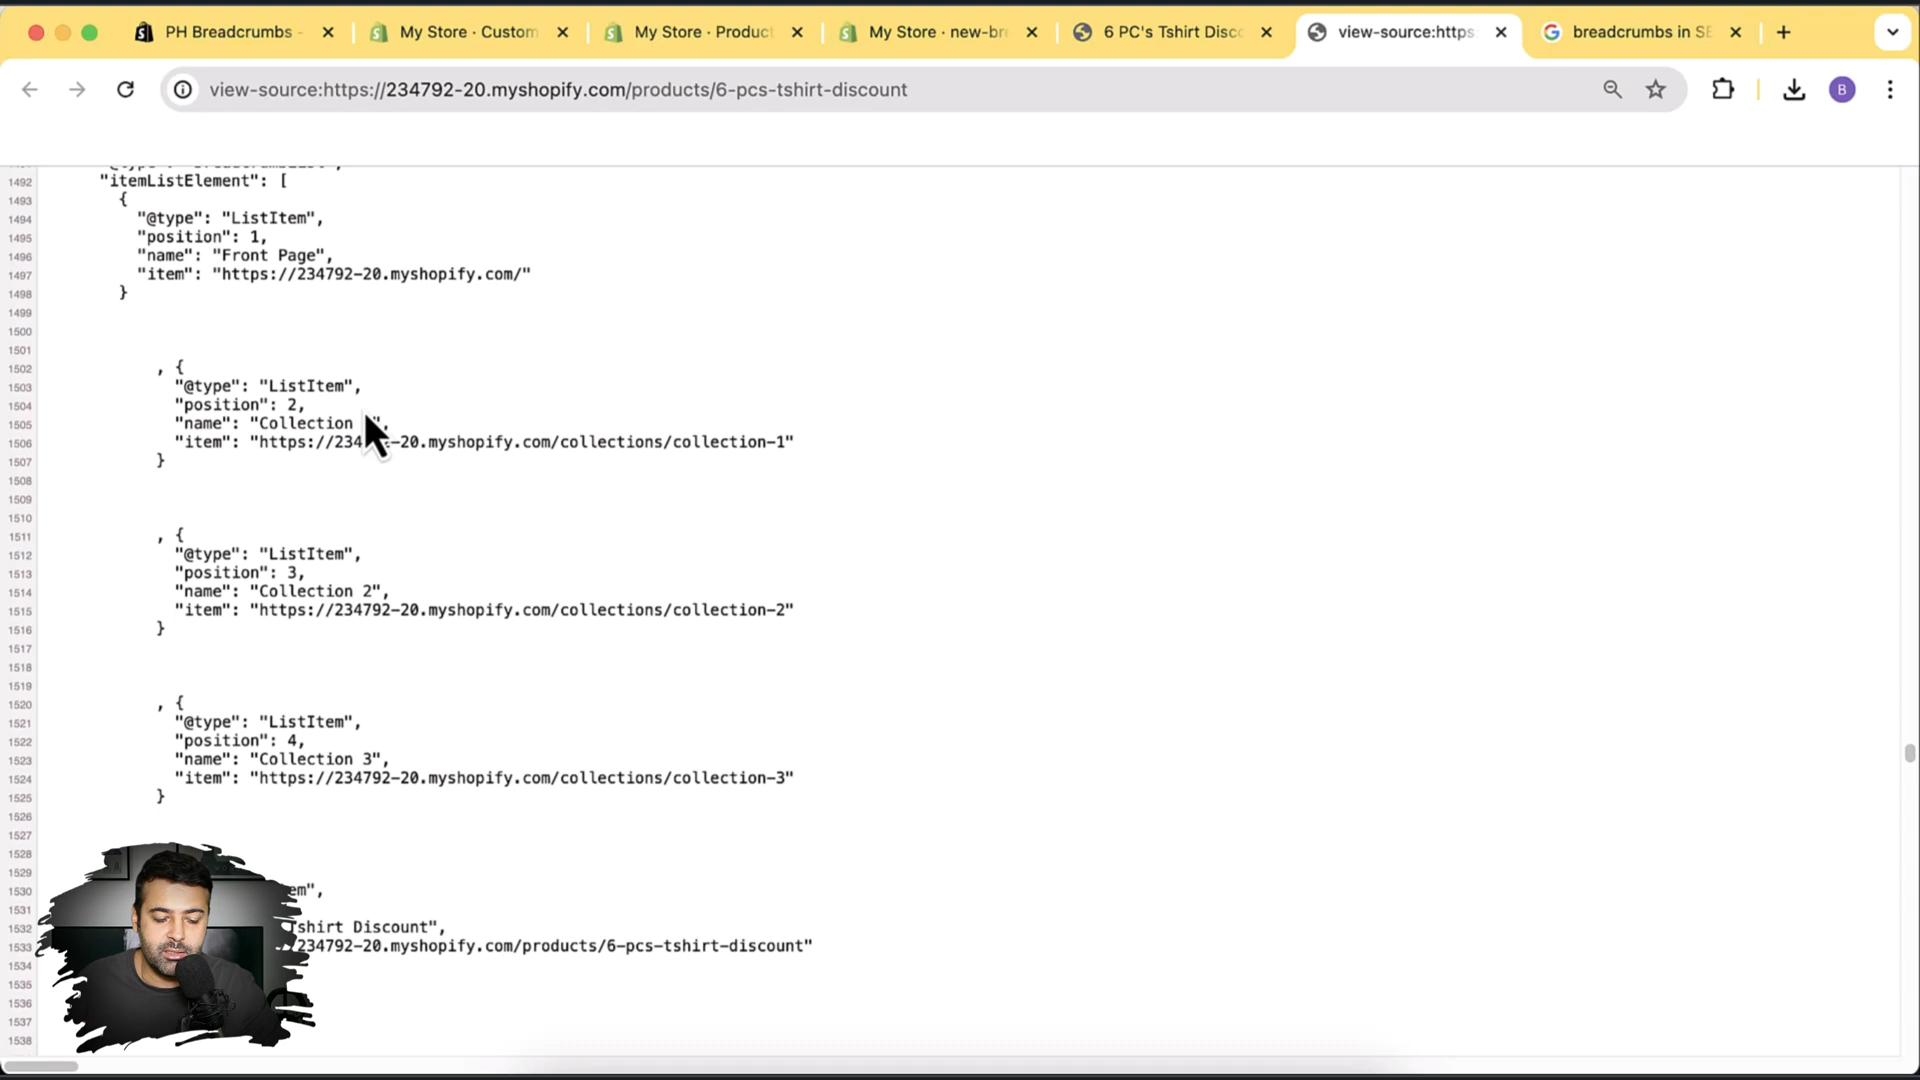 PH Breadcrumbs -
My Store · Custom
My Store · Product
My Store · new-br
6 PC's Tshirt Disc
view-source:https
breadcrumbs in SE
view-source:https://234792-20.myshopify.com/products/6-pcs-tshirt-discount
B
1492 "itemListElement": [
1493 {
1494 "@type": "ListItem",
1495 "position": 1,
1496 "name": "Front Page",
1497 "item": "https://234792-20.myshopify.com/"
1498 }
1499
1500
1501
1502 , {
1503 "@type": "ListItem",
1504 "position": 2,
1505 "name": "Collection ",
1506 "item": "https://234 -20.myshopify.com/collections/collection-1"
1507 }
1508
1509
1510
1511 , {
1512 "@type": "ListItem",
1513 "position": 3,
1514 "name": "Collection 2",
1515 "item": "https://234792-20.myshopify.com/collections/collection-2"
1516 }
1517
1518
1519
1520 , {
1521 "@type": "ListItem",
1522 "position": 4,
1523 "name": "Collection 3",
1524 "item": "https://234792-20.myshopify.com/collections/collection-3"
1525 }
1526
1527
1528
1529
1530 em",
1531
1532 Tshirt Discount",
1533 /234792-20.myshopify.com/products/6-pcs-tshirt-discount"
1534
1535
1536
1537
1538